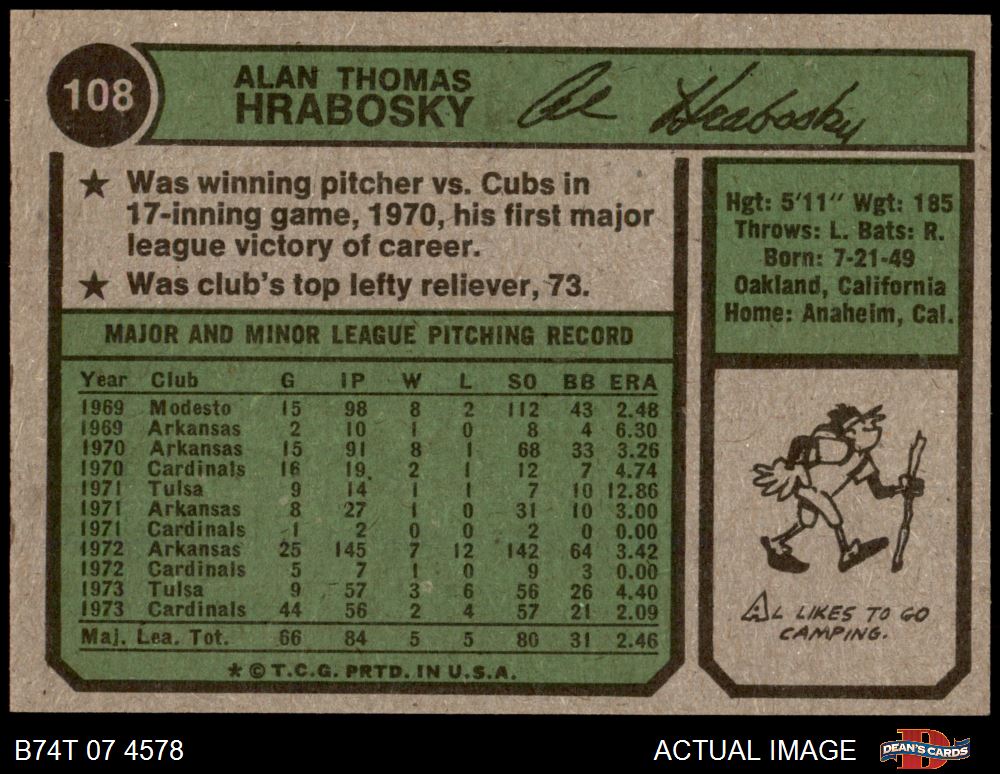 108
ALAN THOMAS
HRABOSKY
Al Hrabosky
★ Was winning pitcher vs. Cubs in
17-inning game, 1970, his first major
league victory of career.
★ Was club's top lefty reliever, 73.
Hgt: 5'11" Wgt: 185
Throws: L. Bats: R.
Born: 7-21-49
Oakland, California
Home: Anaheim, Cal.
MAJOR AND MINOR LEAGUE PITCHING RECORD
Year Club G IP W L SO BB ERA
1969 Modesto 15 98 8 2 112 43 2.48
1969 Arkansas 2 10 1 0 8 4 6.30
1970 Arkansas 15 91 8 1 68 33 3.26
1970 Cardinals 16 19 2 1 12 7 4.74
1971 Tulsa 9 14 1 1 7 10 12.86
1971 Arkansas 8 27 1 0 31 10 3.00
1971 Cardinals 1 2 0 0 2 0 0.00
1972 Arkansas 25 145 7 12 142 64 3.42
1972 Cardinals 5 7 1 0 9 3 0.00
1973 Tulsa 9 57 3 6 56 26 4.40
1973 Cardinals 44 56 2 4 57 21 2.09
Maj. Lea. Tot. 66 84 5 5 80 31 2.46
★ © T.C.G. PRTD. IN U.S.A.
AL LIKES TO GO
CAMPING.
B74T 07 4578
ACTUAL IMAGE
DEAN'S CARDS